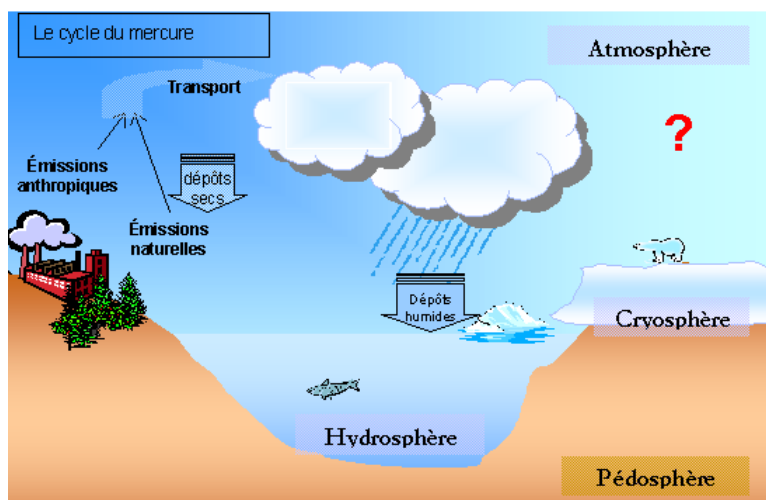 Le cycle du mercure
Atmosphère
Transport
?
Émissions
anthropiques
dépôts
secs
Émissions
naturelles
Dépôts
humides
Cryosphère
Hydrosphère
Pédosphère